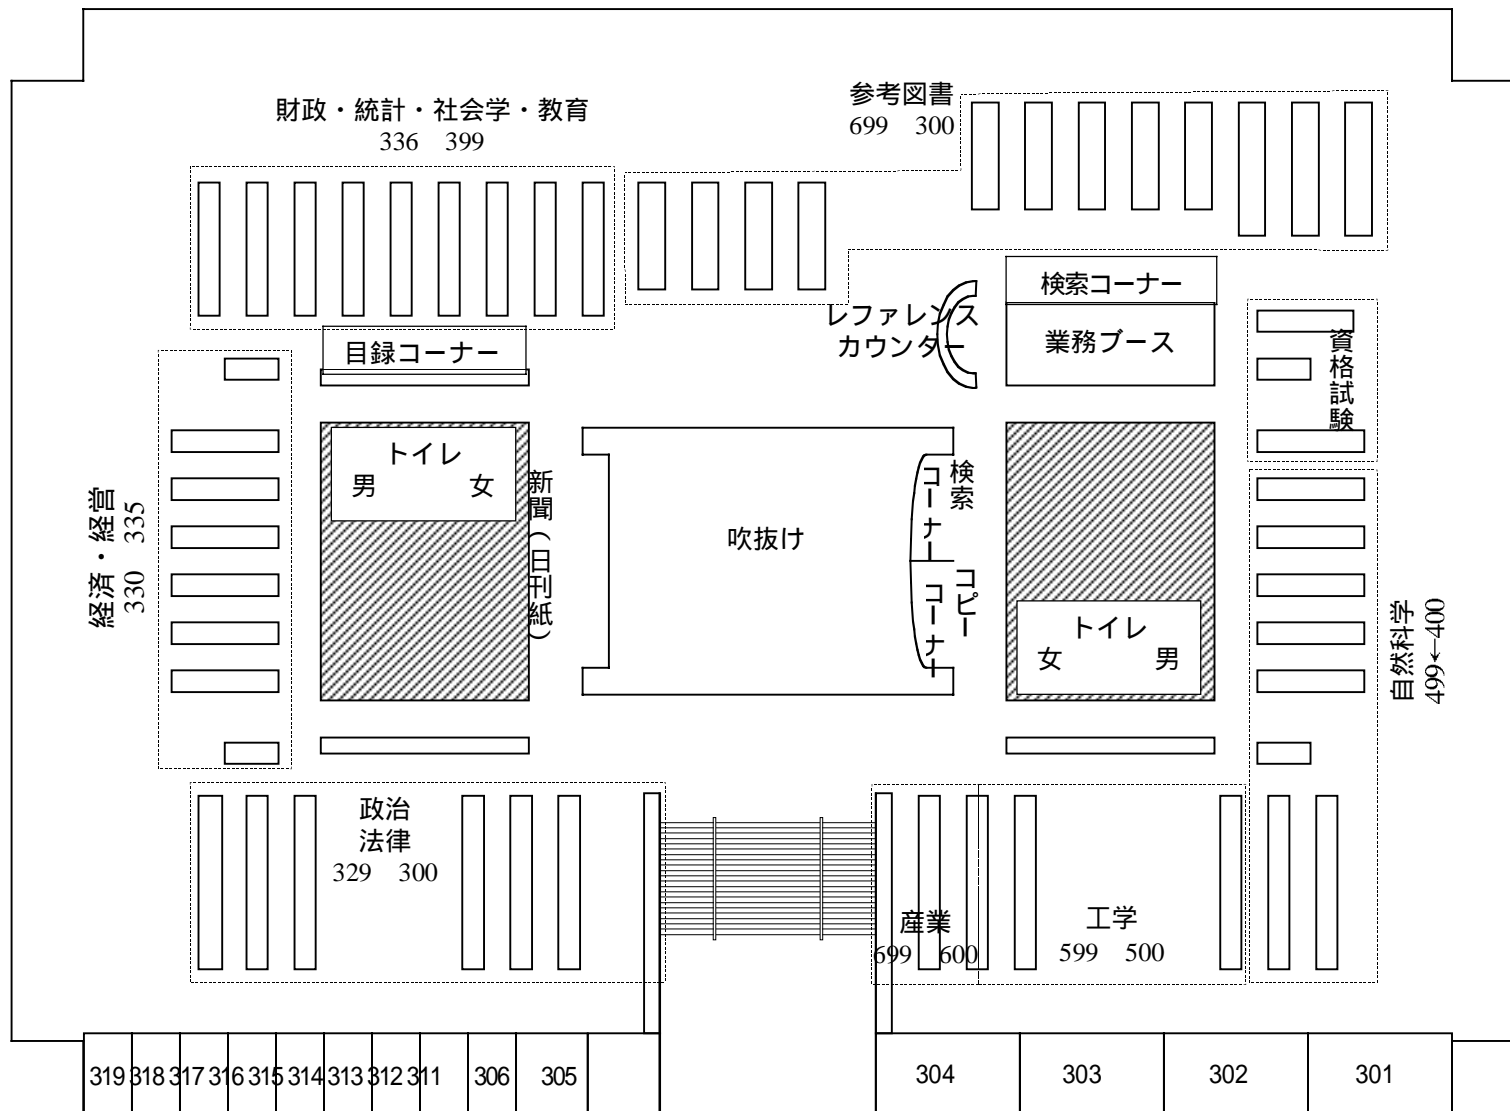 財政・統計・社会学・教育
336 399
参考図書
699 300
検索コーナー
業務ブース
レファレンス
カウンター
目録コーナー
資格試験
トイレ
男 女
新聞(日刊紙)
吹抜け
検索
コーナー
コピー
コーナー
トイレ
女 男
経済・経営
330 335
自然科学
499←400
政治
法律
329 300
産業
699 600
工学
599 500
319 318 317 316 315 314 313 312 311 306 305 304 303 302 301